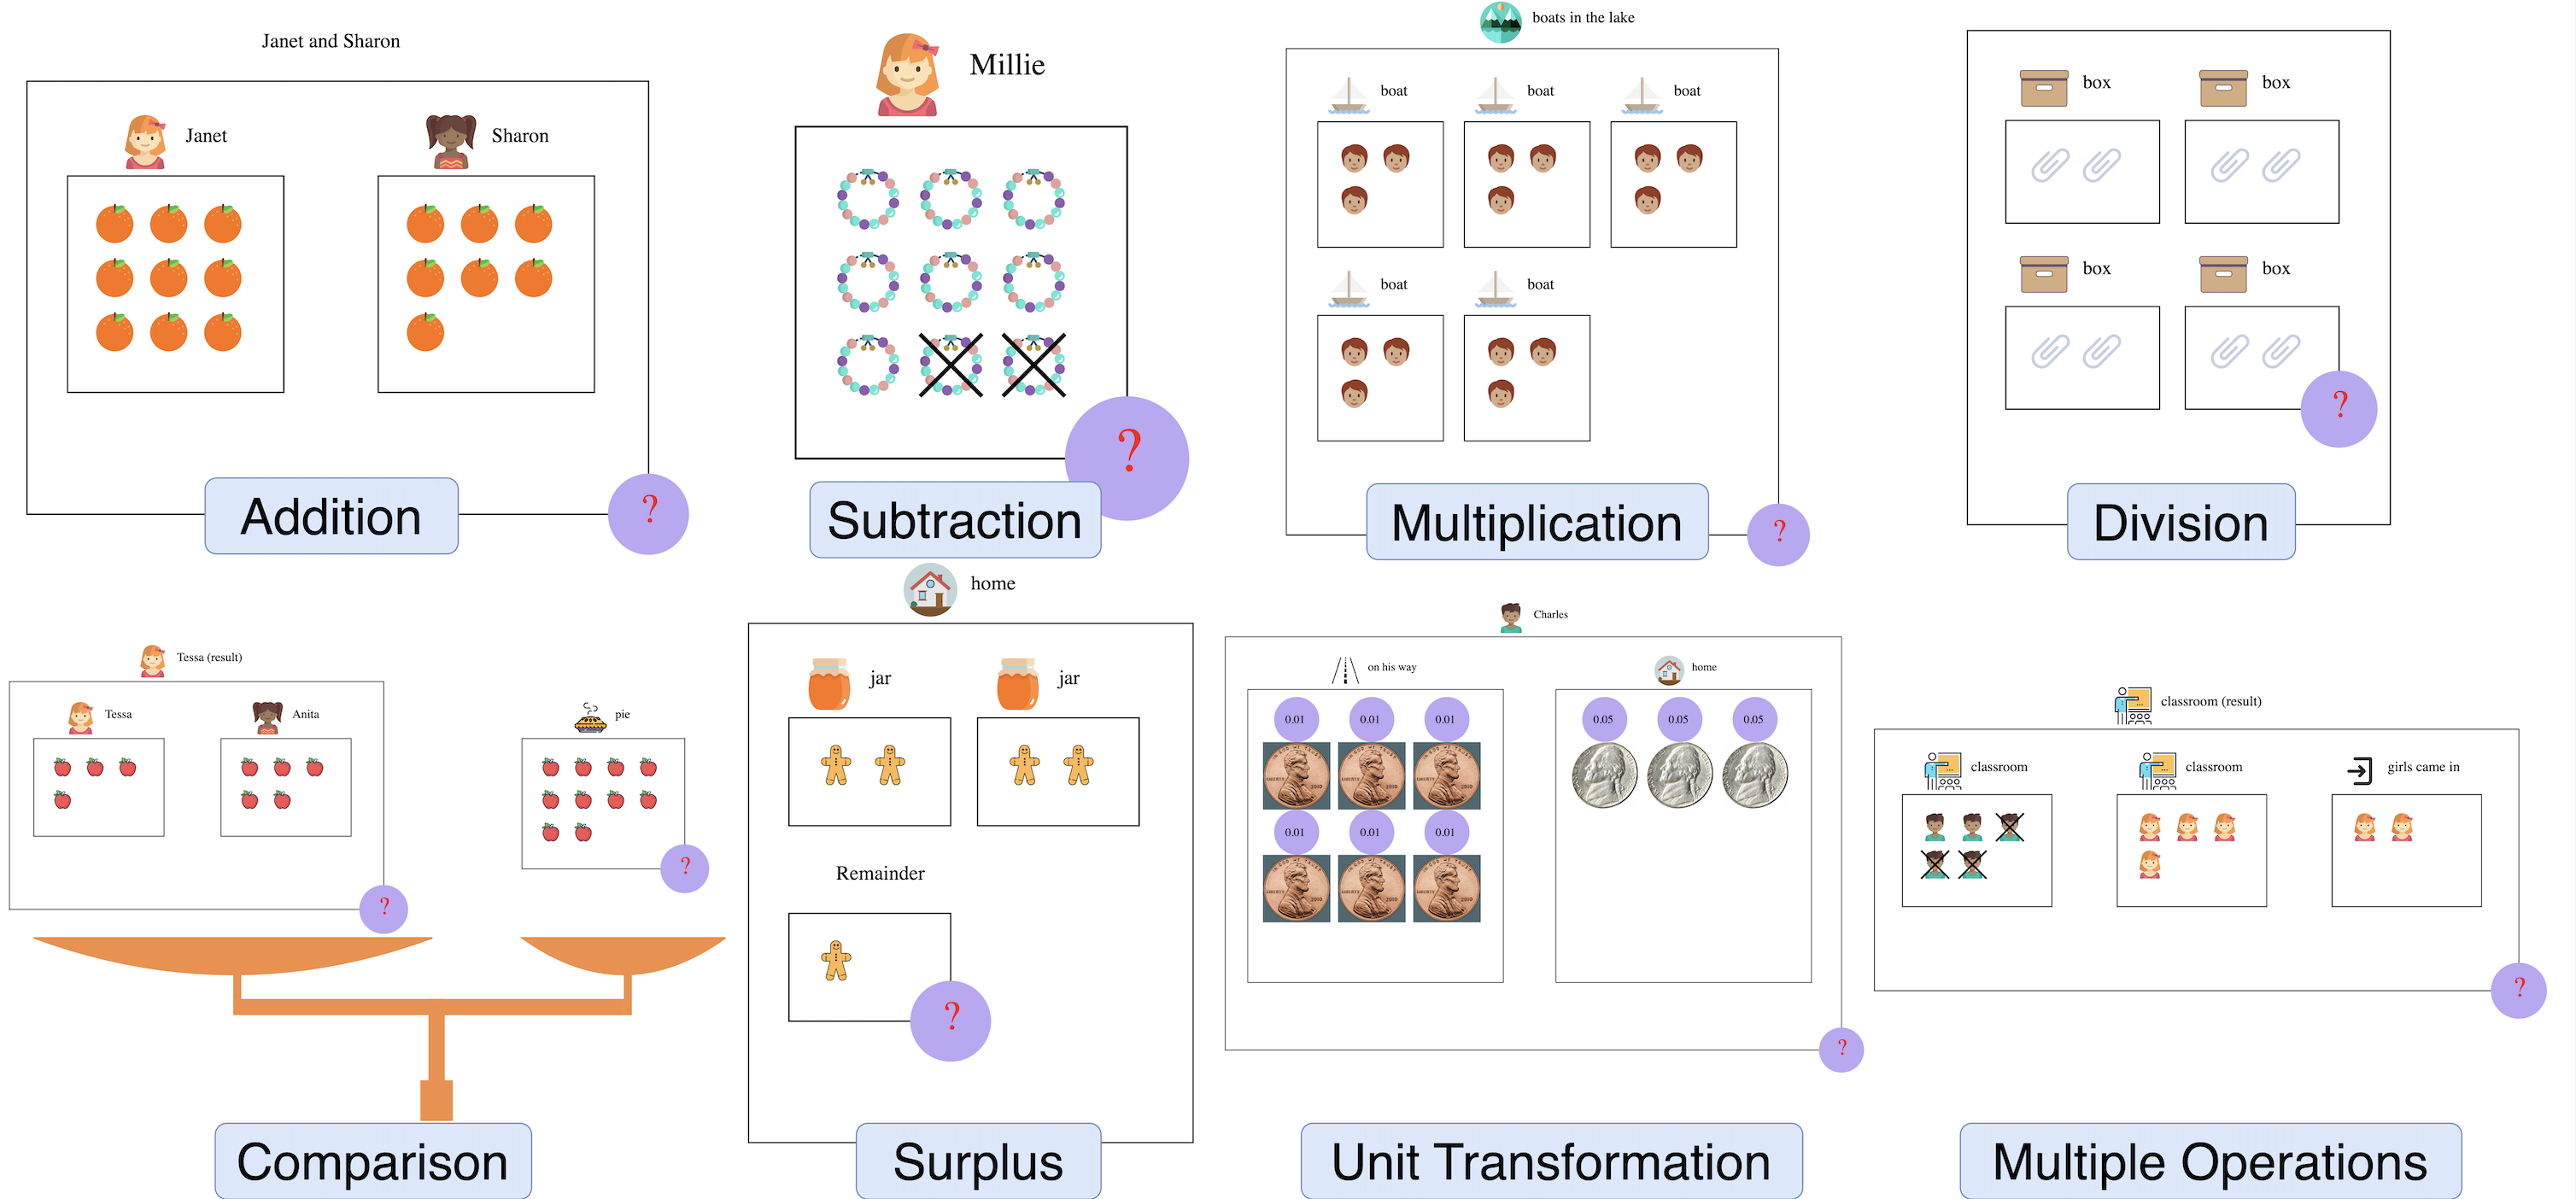 Janet and Sharon
Janet
Sharon
?
Addition
Millie
?
Subtraction
boats in the lake
boat
boat
boat
boat
boat
?
Multiplication
box
box
box
box
?
Division
Tessa (result)
Tessa
Anita
pie
?
?
Comparison
home
jar
jar
Remainder
?
Surplus
Charles
on his way
home
0.01
0.01
0.01
0.05
0.05
0.05
0.01
0.01
0.01
?
Unit Transformation
classroom (result)
classroom
classroom
girls came in
?
Multiple Operations